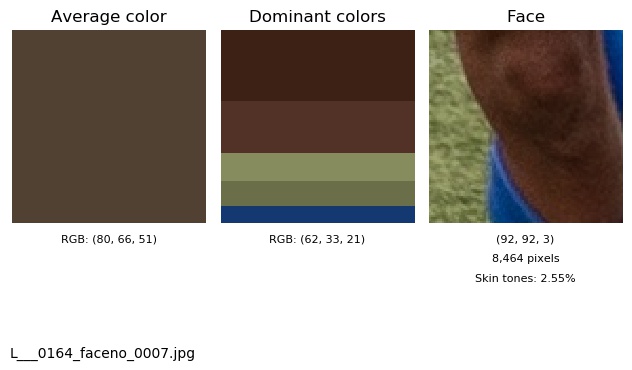 Average color
Dominant colors
Face
RGB: (80, 66, 51)
RGB: (62, 33, 21)
(92, 92, 3)
8,464 pixels
Skin tones: 2.55%
L___0164_faceno_0007.jpg